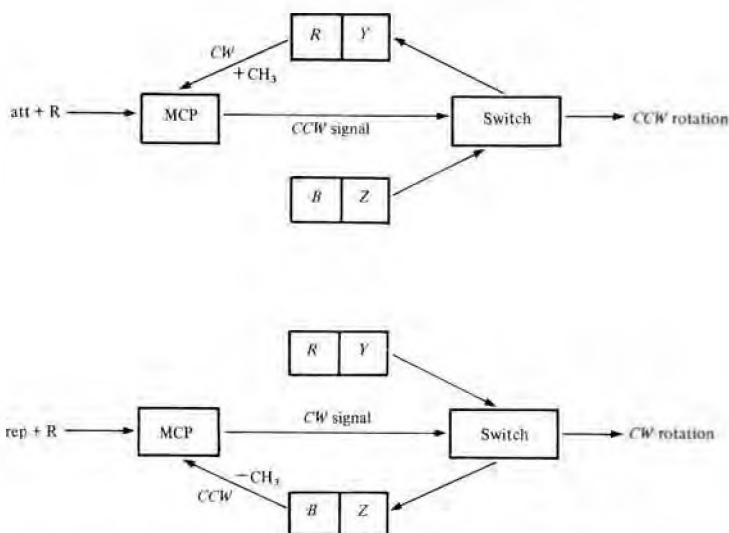 R Y
CW
+ CH₃
att + R
MCP
CCW signal
Switch
CCW rotation
B Z
R Y
rep + R
MCP
CW signal
Switch
CW rotation
−CH₃
CCW
B Z